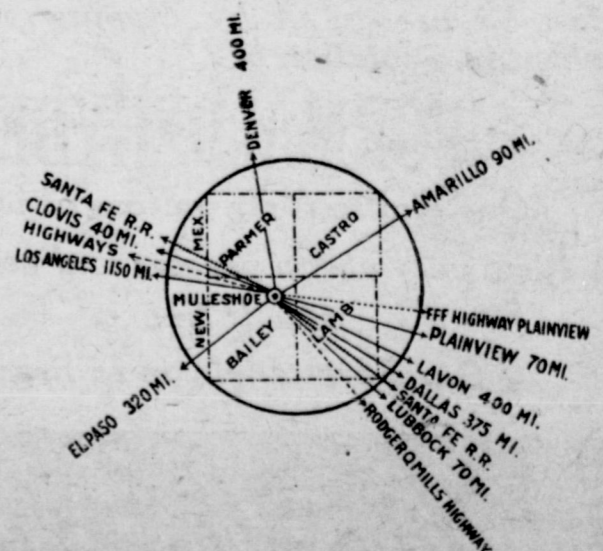 DENVER 400 MI.
AMARILLO 90 MI.
SANTA FE R.R.
CLOVIS 40 MI.
HIGHWAYS
LOS ANGELES 1150 MI.
NEW MEX.
PARMER
CASTRO
MULESHOE
BAILEY
LAMB
FFF HIGHWAY PLAINVIEW
PLAINVIEW 70 MI.
LAVON 400 MI.
DALLAS 375 MI.
SANTA FE R.R.
LUBBOCK 70 MI.
RODGER Q MILLS HIGHWAY
EL PASO 320 MI.